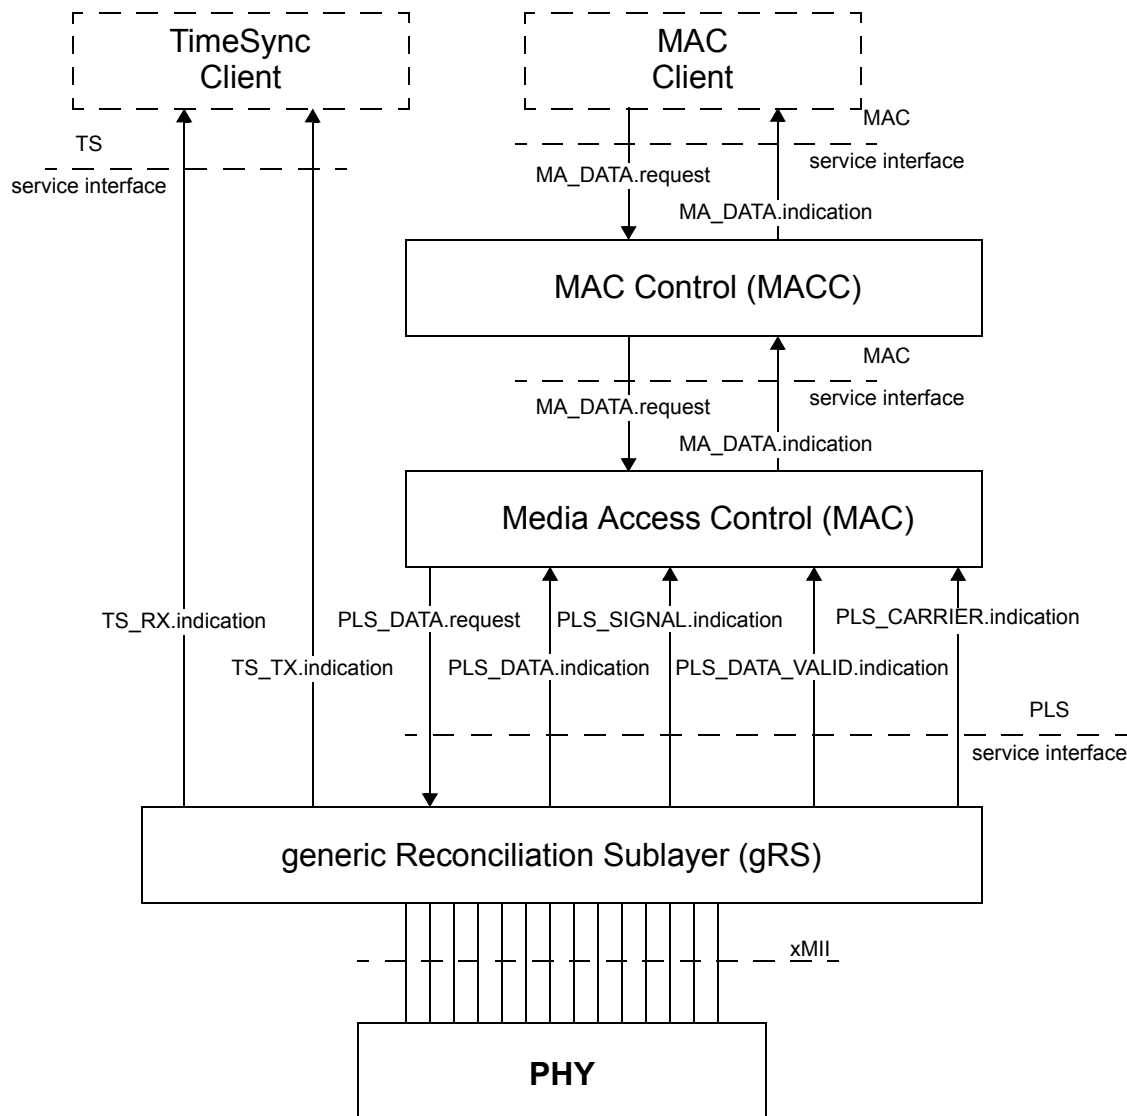 TimeSync
Client
MAC
Client
TS
service interface
MAC
service interface
MA_DATA.request
MA_DATA.indication
MAC Control (MACC)
MAC
service interface
MA_DATA.request
MA_DATA.indication
Media Access Control (MAC)
TS_RX.indication
PLS_DATA.request
PLS_SIGNAL.indication
PLS_CARRIER.indication
TS_TX.indication
PLS_DATA.indication
PLS_DATA_VALID.indication
PLS
service interface
generic Reconciliation Sublayer (gRS)
xMII
PHY